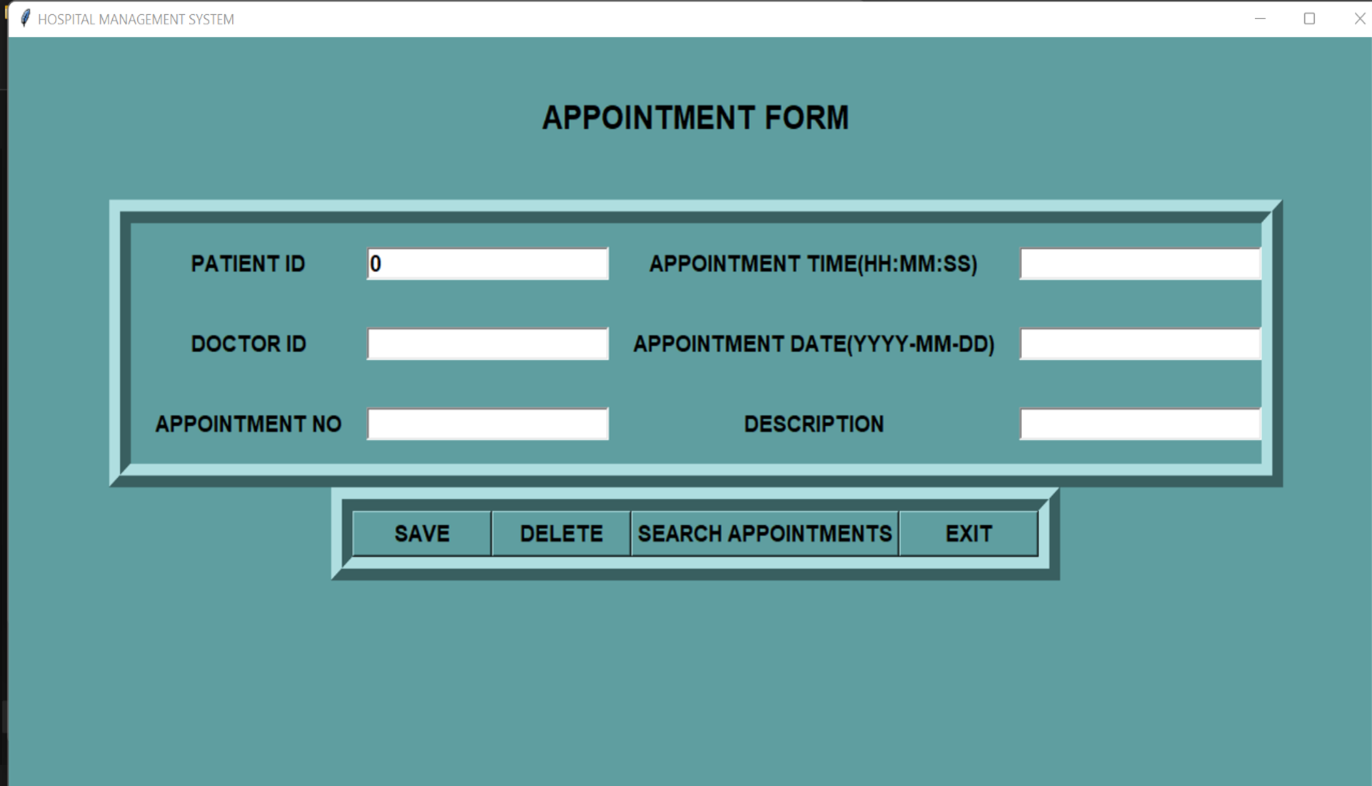 HOSPITAL MANAGEMENT SYSTEM
APPOINTMENT FORM
PATIENT ID 0 APPOINTMENT TIME(HH:MM:SS)
DOCTOR ID APPOINTMENT DATE(YYYY-MM-DD)
APPOINTMENT NO DESCRIPTION
SAVE DELETE SEARCH APPOINTMENTS EXIT